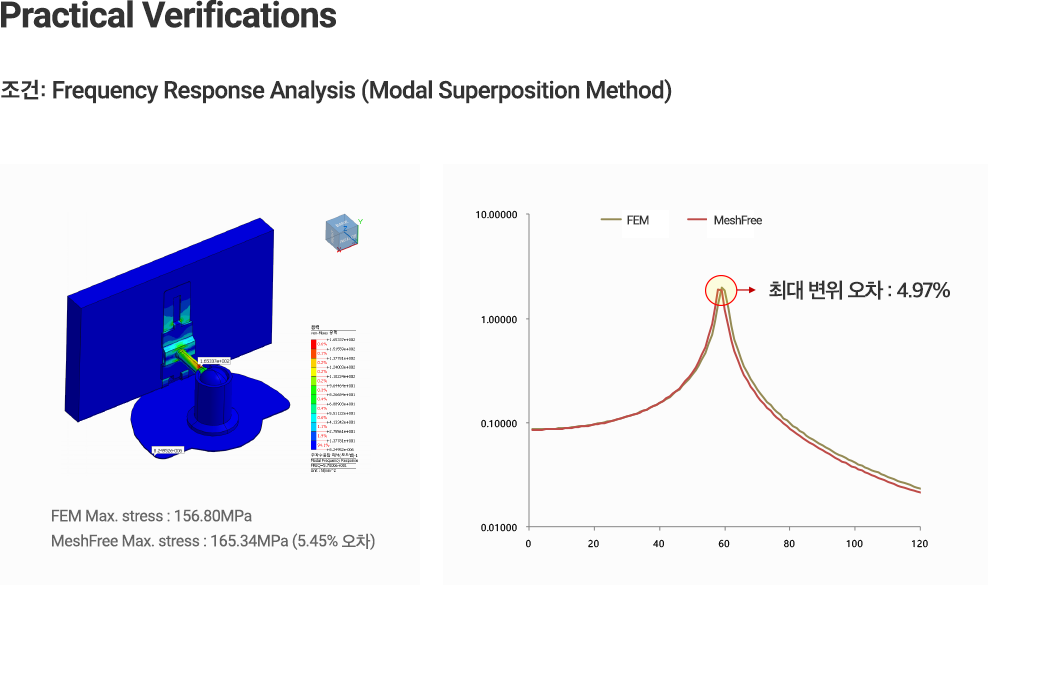 Practical Verifications
조건: Frequency Response Analysis (Modal Superposition Method)
10.00000
FEM
MeshFree
최대 변위 오차 : 4.97%
1.00000
0.10000
0.01000
0
20
40
60
80
100
120
Y
Z
X
FEM Max. stress : 156.80MPa
MeshFree Max. stress : 165.34MPa (5.45% 오차)